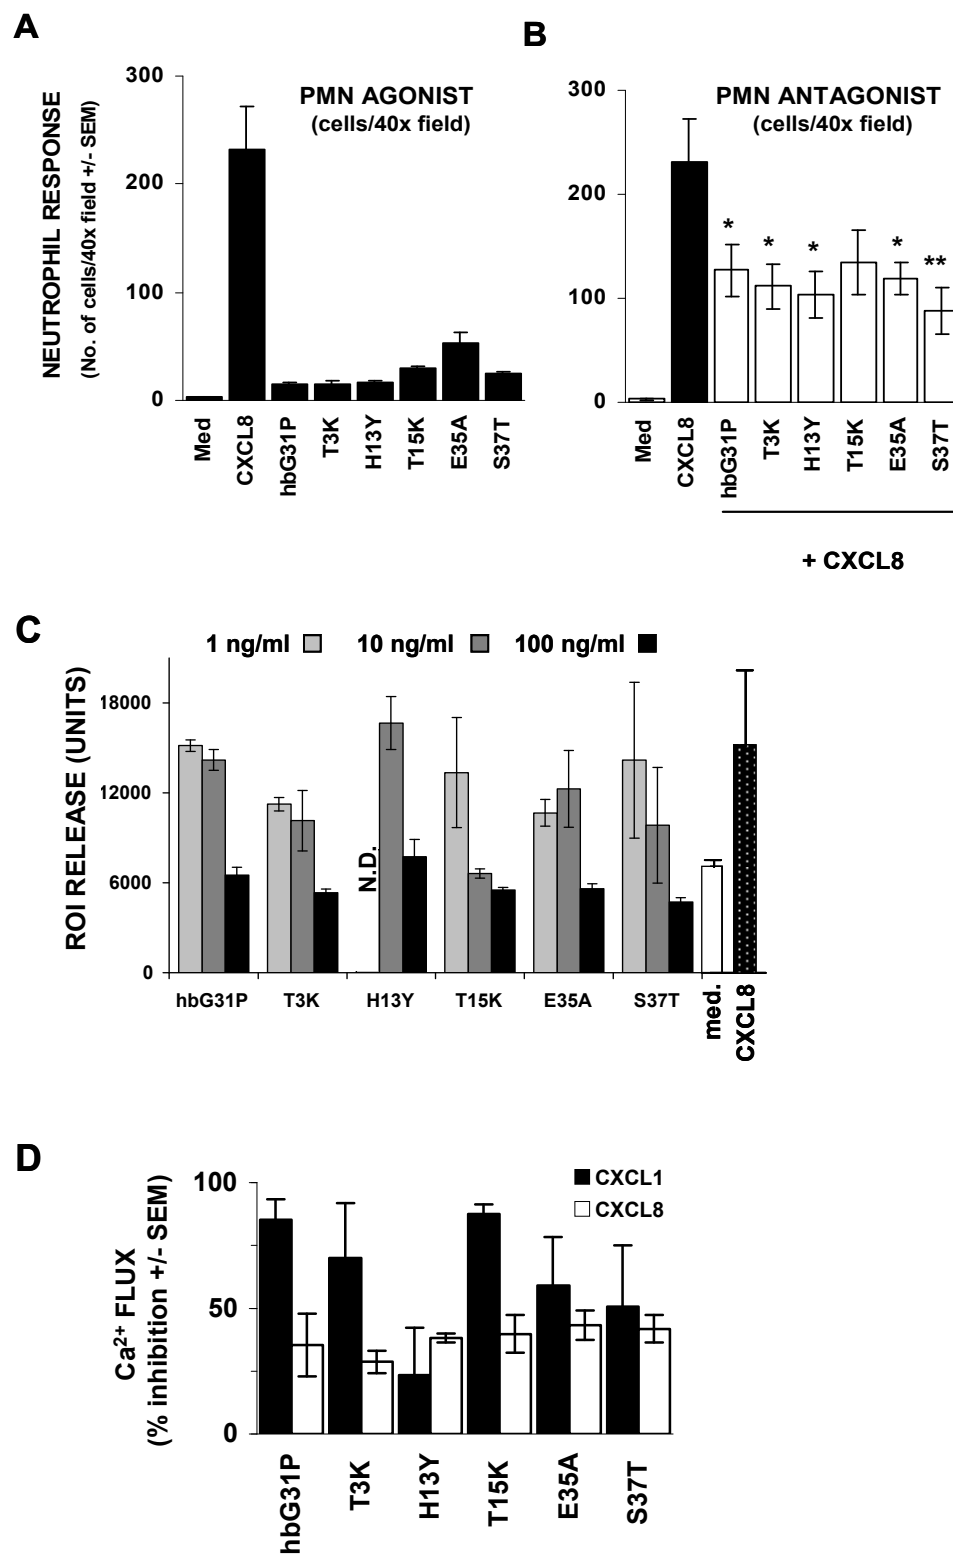 A
NEUTROPHIL RESPONSE
(No. of cells/40x field +/- SEM)
300
200
100
0
PMN AGONIST
(cells/40x field)
Med
CXCL8
hbG31P
T3K
H13Y
T15K
E35A
S37T
B
300
200
100
0
PMN ANTAGONIST
(cells/40x field)
*
*
*
*
**
Med
CXCL8
hbG31P
T3K
H13Y
T15K
E35A
S37T
+ CXCL8
C
1 ng/ml 10 ng/ml 100 ng/ml
ROI RELEASE (UNITS)
18000
12000
6000
0
N.D.
hbG31P
T3K
H13Y
T15K
E35A
S37T
med.
CXCL8
D
Ca²⁺ FLUX
(% inhibition +/- SEM)
100
50
0
CXCL1
CXCL8
hbG31P
T3K
H13Y
T15K
E35A
S37T